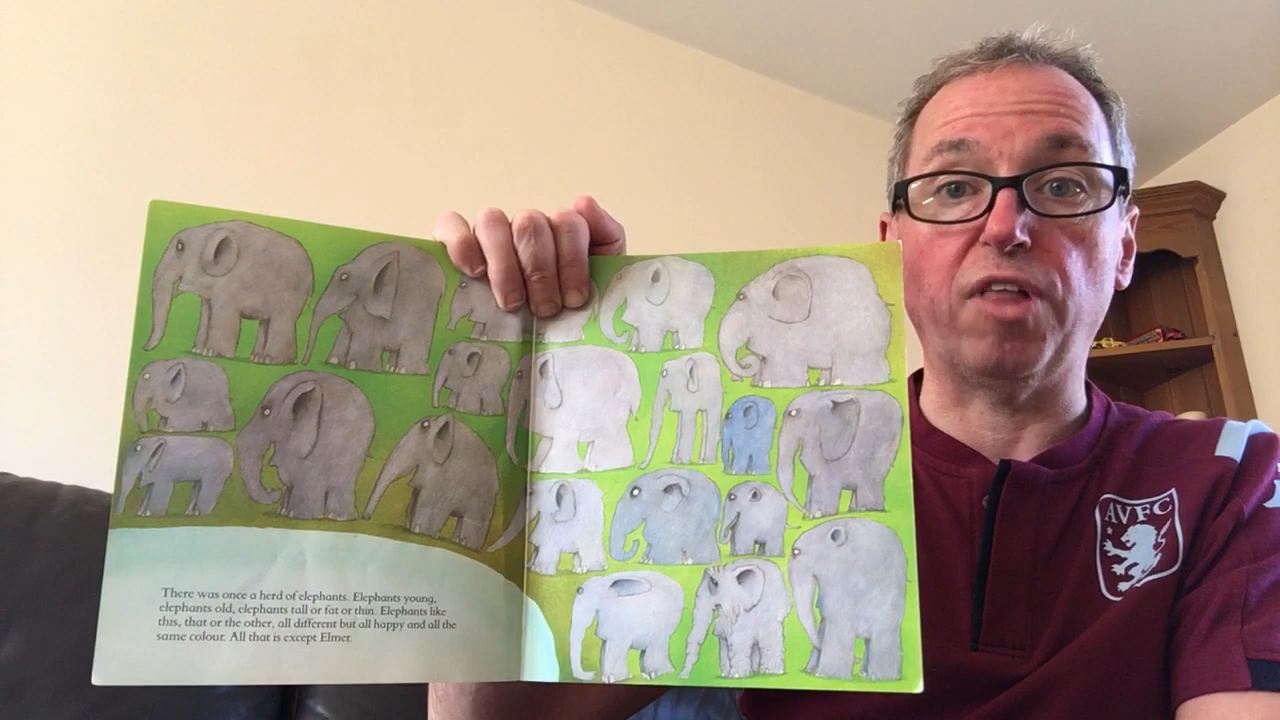 There was once a herd of elephants. Elephants young,
elephants old, elephants tall or fat or thin. Elephants like
this, that or the other, all different but all happy and all the
same colour. All that is except Elmer.
AVFC